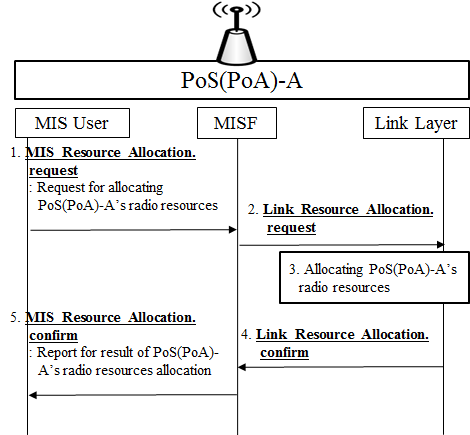 PoS(PoA)-A
MIS User
MISF
Link Layer
1. MIS_Resource_Allocation.
request
: Request for allocating
PoS(PoA)-A’s radio resources
2. Link_Resource_Allocation.
request
3. Allocating PoS(PoA)-A’s
radio resources
4. Link_Resource_Allocation.
confirm
5. MIS_Resource_Allocation.
confirm
: Report for result of PoS(PoA)-
A’s radio resources allocation